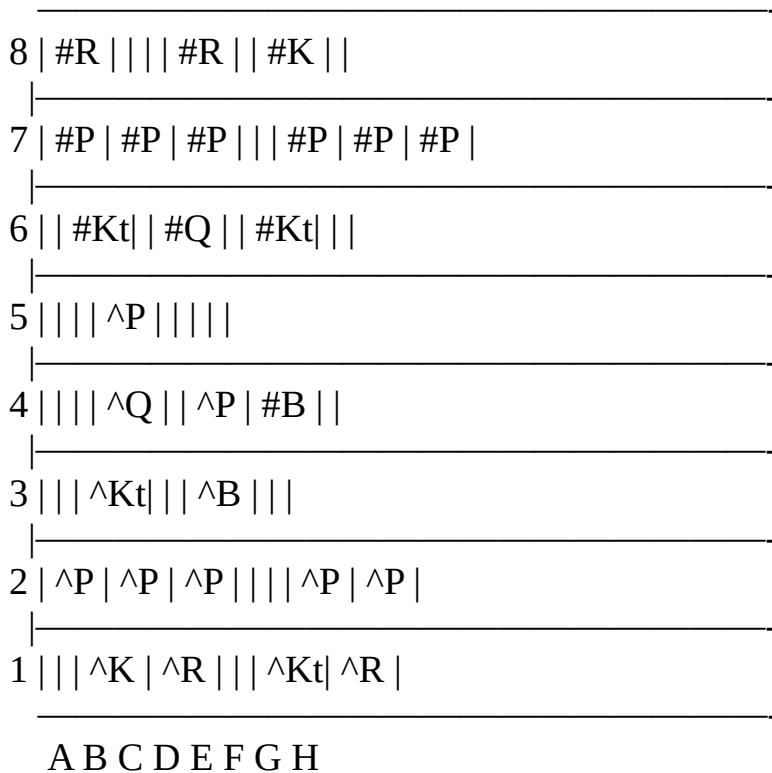 8 | #R | | | | #R | | #K | |
7 | #P | #P | #P | | | #P | #P | #P |
6 | | #Kt| | #Q | | #Kt| | |
5 | | | | ^P | | | | |
4 | | | | ^Q | | ^P | #B | |
3 | | | ^Kt| | | ^B | | |
2 | ^P | ^P | ^P | | | | ^P | ^P |
1 | | | ^K | ^R | | | ^Kt| ^R |
A B C D E F G H